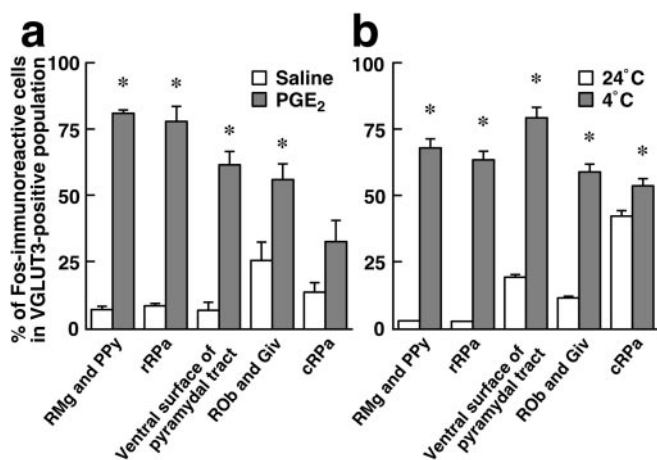 a
b
% of Fos-immunoreactive cells
in VGLUT3-positive population
100
75
50
25
0
Saline
PGE2
* * * *
RMg and PPy
rRPa
Ventral surface of
pyramydal tract
ROb and Giv
cRPa
100
75
50
25
0
24°C
4°C
* * * * *
RMg and PPy
rRPa
Ventral surface of
pyramydal tract
ROb and Giv
cRPa